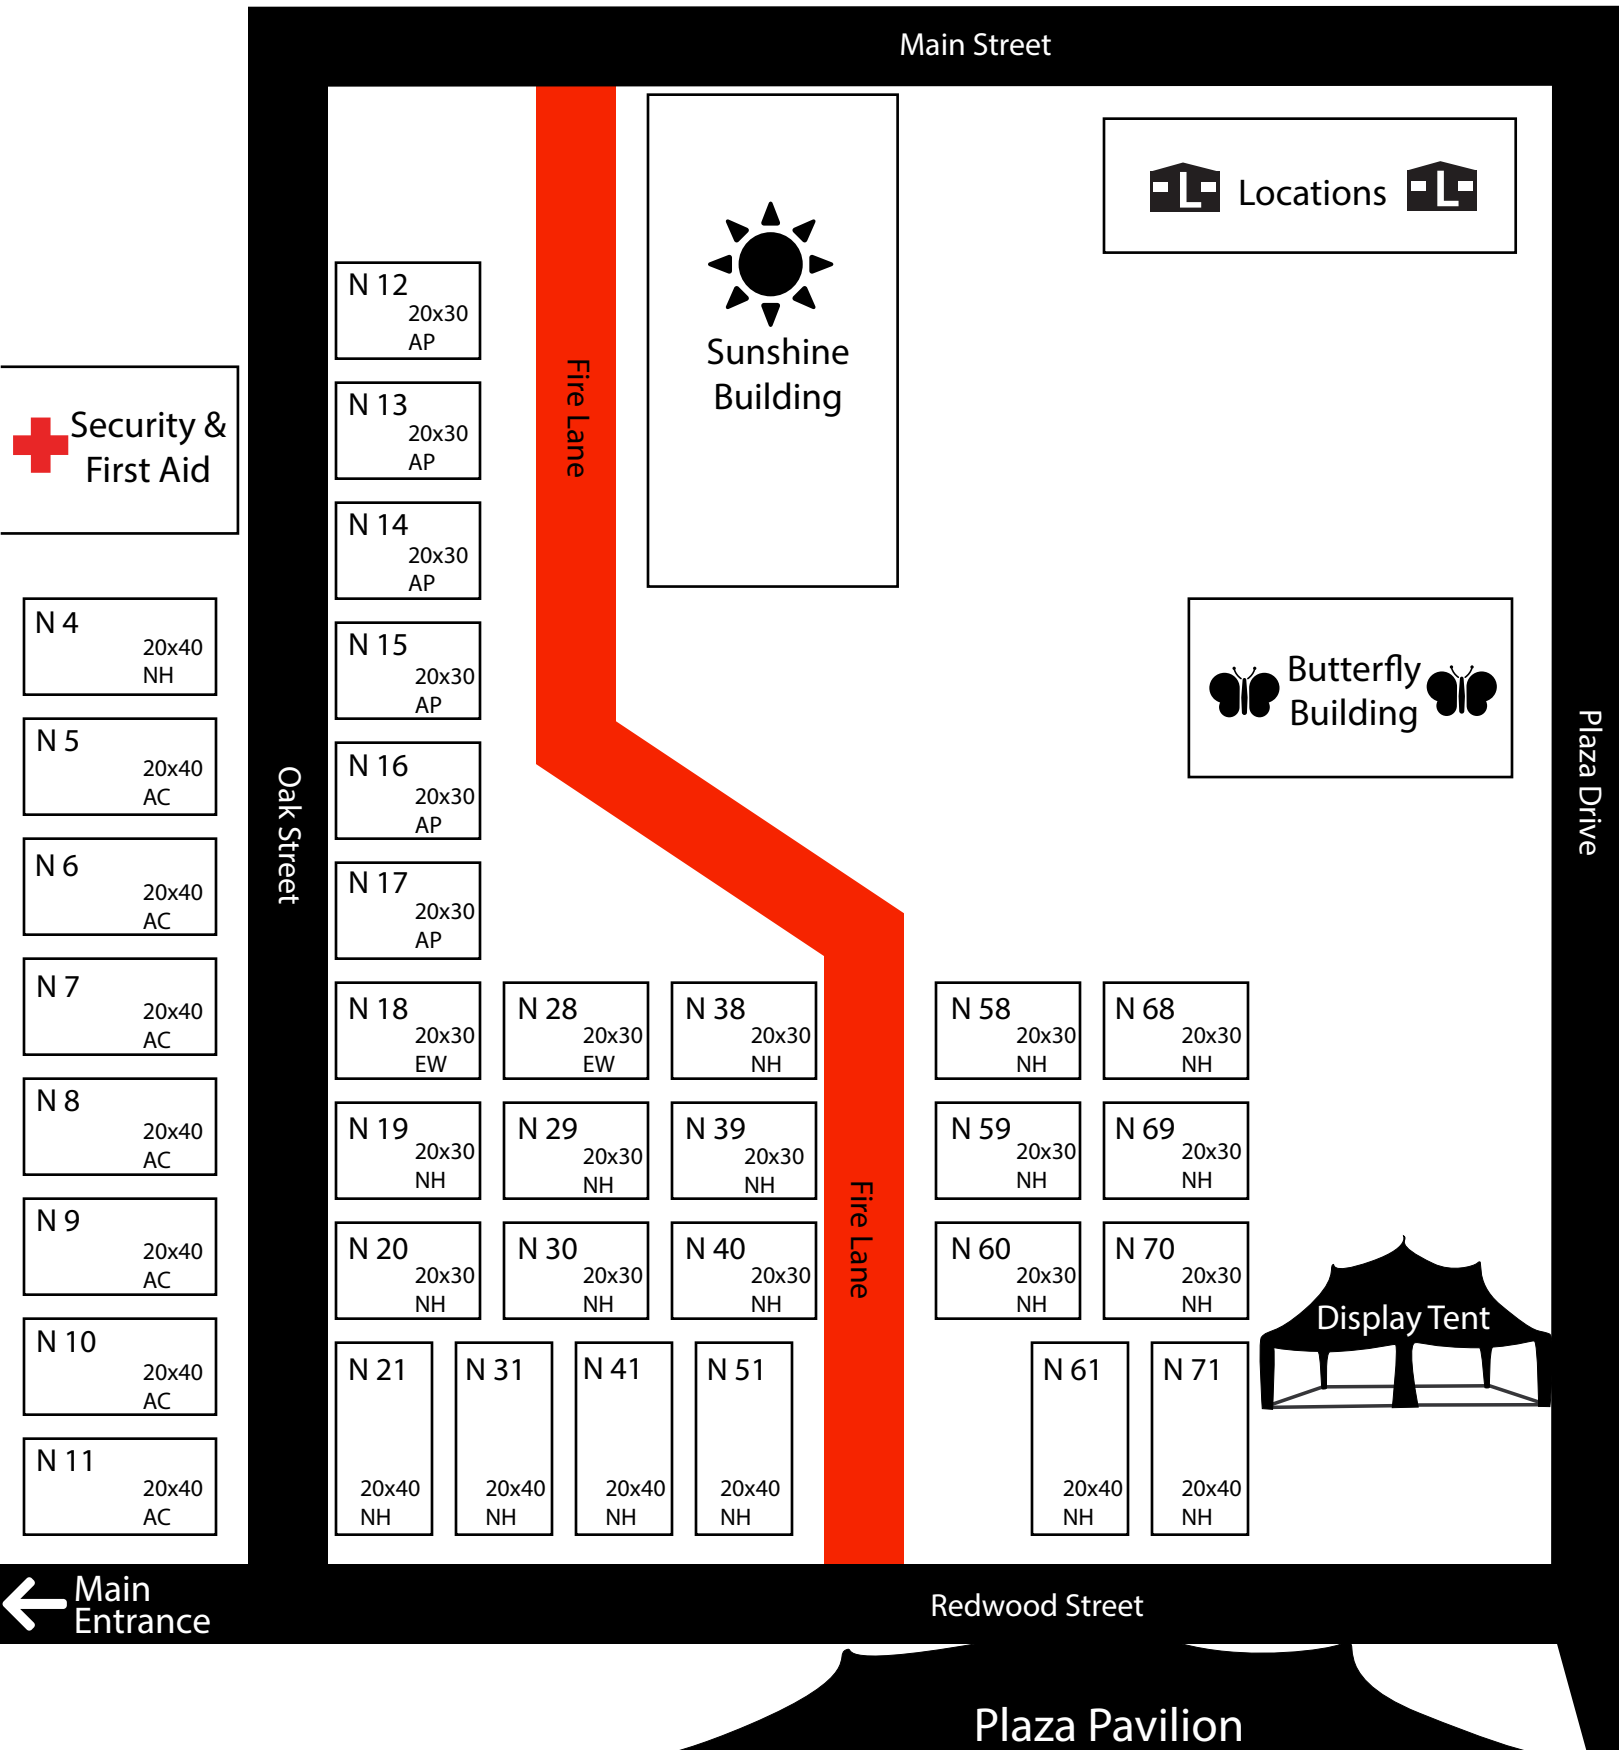 Main Street
L Locations L
Sunshine
Building
Security &
First Aid
Fire Lane
Oak Street
Plaza Drive
Butterfly
Building
N 4
20x40
NH
N 5
20x40
AC
N 6
20x40
AC
N 7
20x40
AC
N 8
20x40
AC
N 9
20x40
AC
N 10
20x40
AC
N 11
20x40
AC
N 12
20x30
AP
N 13
20x30
AP
N 14
20x30
AP
N 15
20x30
AP
N 16
20x30
AP
N 17
20x30
AP
N 18
20x30
EW
N 28
20x30
EW
N 38
20x30
NH
N 58
20x30
NH
N 68
20x30
NH
N 19
20x30
NH
N 29
20x30
NH
N 39
20x30
NH
N 59
20x30
NH
N 69
20x30
NH
Fire Lane
N 20
20x30
NH
N 30
20x30
NH
N 40
20x30
NH
N 60
20x30
NH
N 70
20x30
NH
Display Tent
N 21
20x40
NH
N 31
20x40
NH
N 41
20x40
NH
N 51
20x40
NH
N 61
20x40
NH
N 71
20x40
NH
Main
Entrance
Redwood Street
Plaza Pavilion